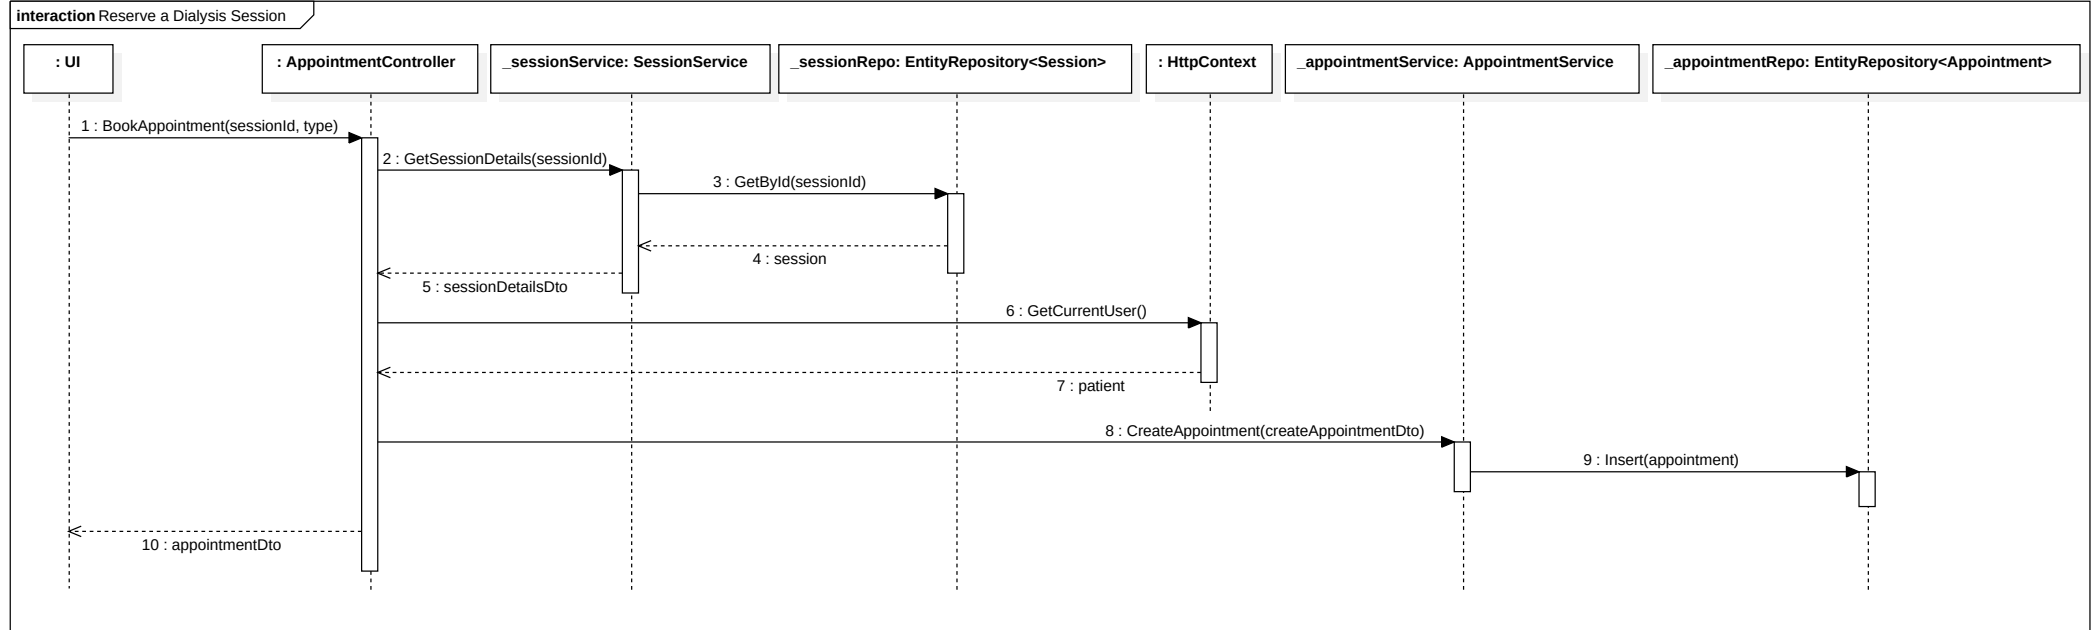 interaction Reserve a Dialysis Session
: UI
: AppointmentController
_sessionService: SessionService
_sessionRepo: EntityRepository<Session>
: HttpContext
_appointmentService: AppointmentService
_appointmentRepo: EntityRepository<Appointment>
1 : BookAppointment(sessionId, type)
2 : GetSessionDetails(sessionId)
3 : GetById(sessionId)
4 : session
5 : sessionDetailsDto
6 : GetCurrentUser()
7 : patient
8 : CreateAppointment(createAppointmentDto)
9 : Insert(appointment)
10 : appointmentDto